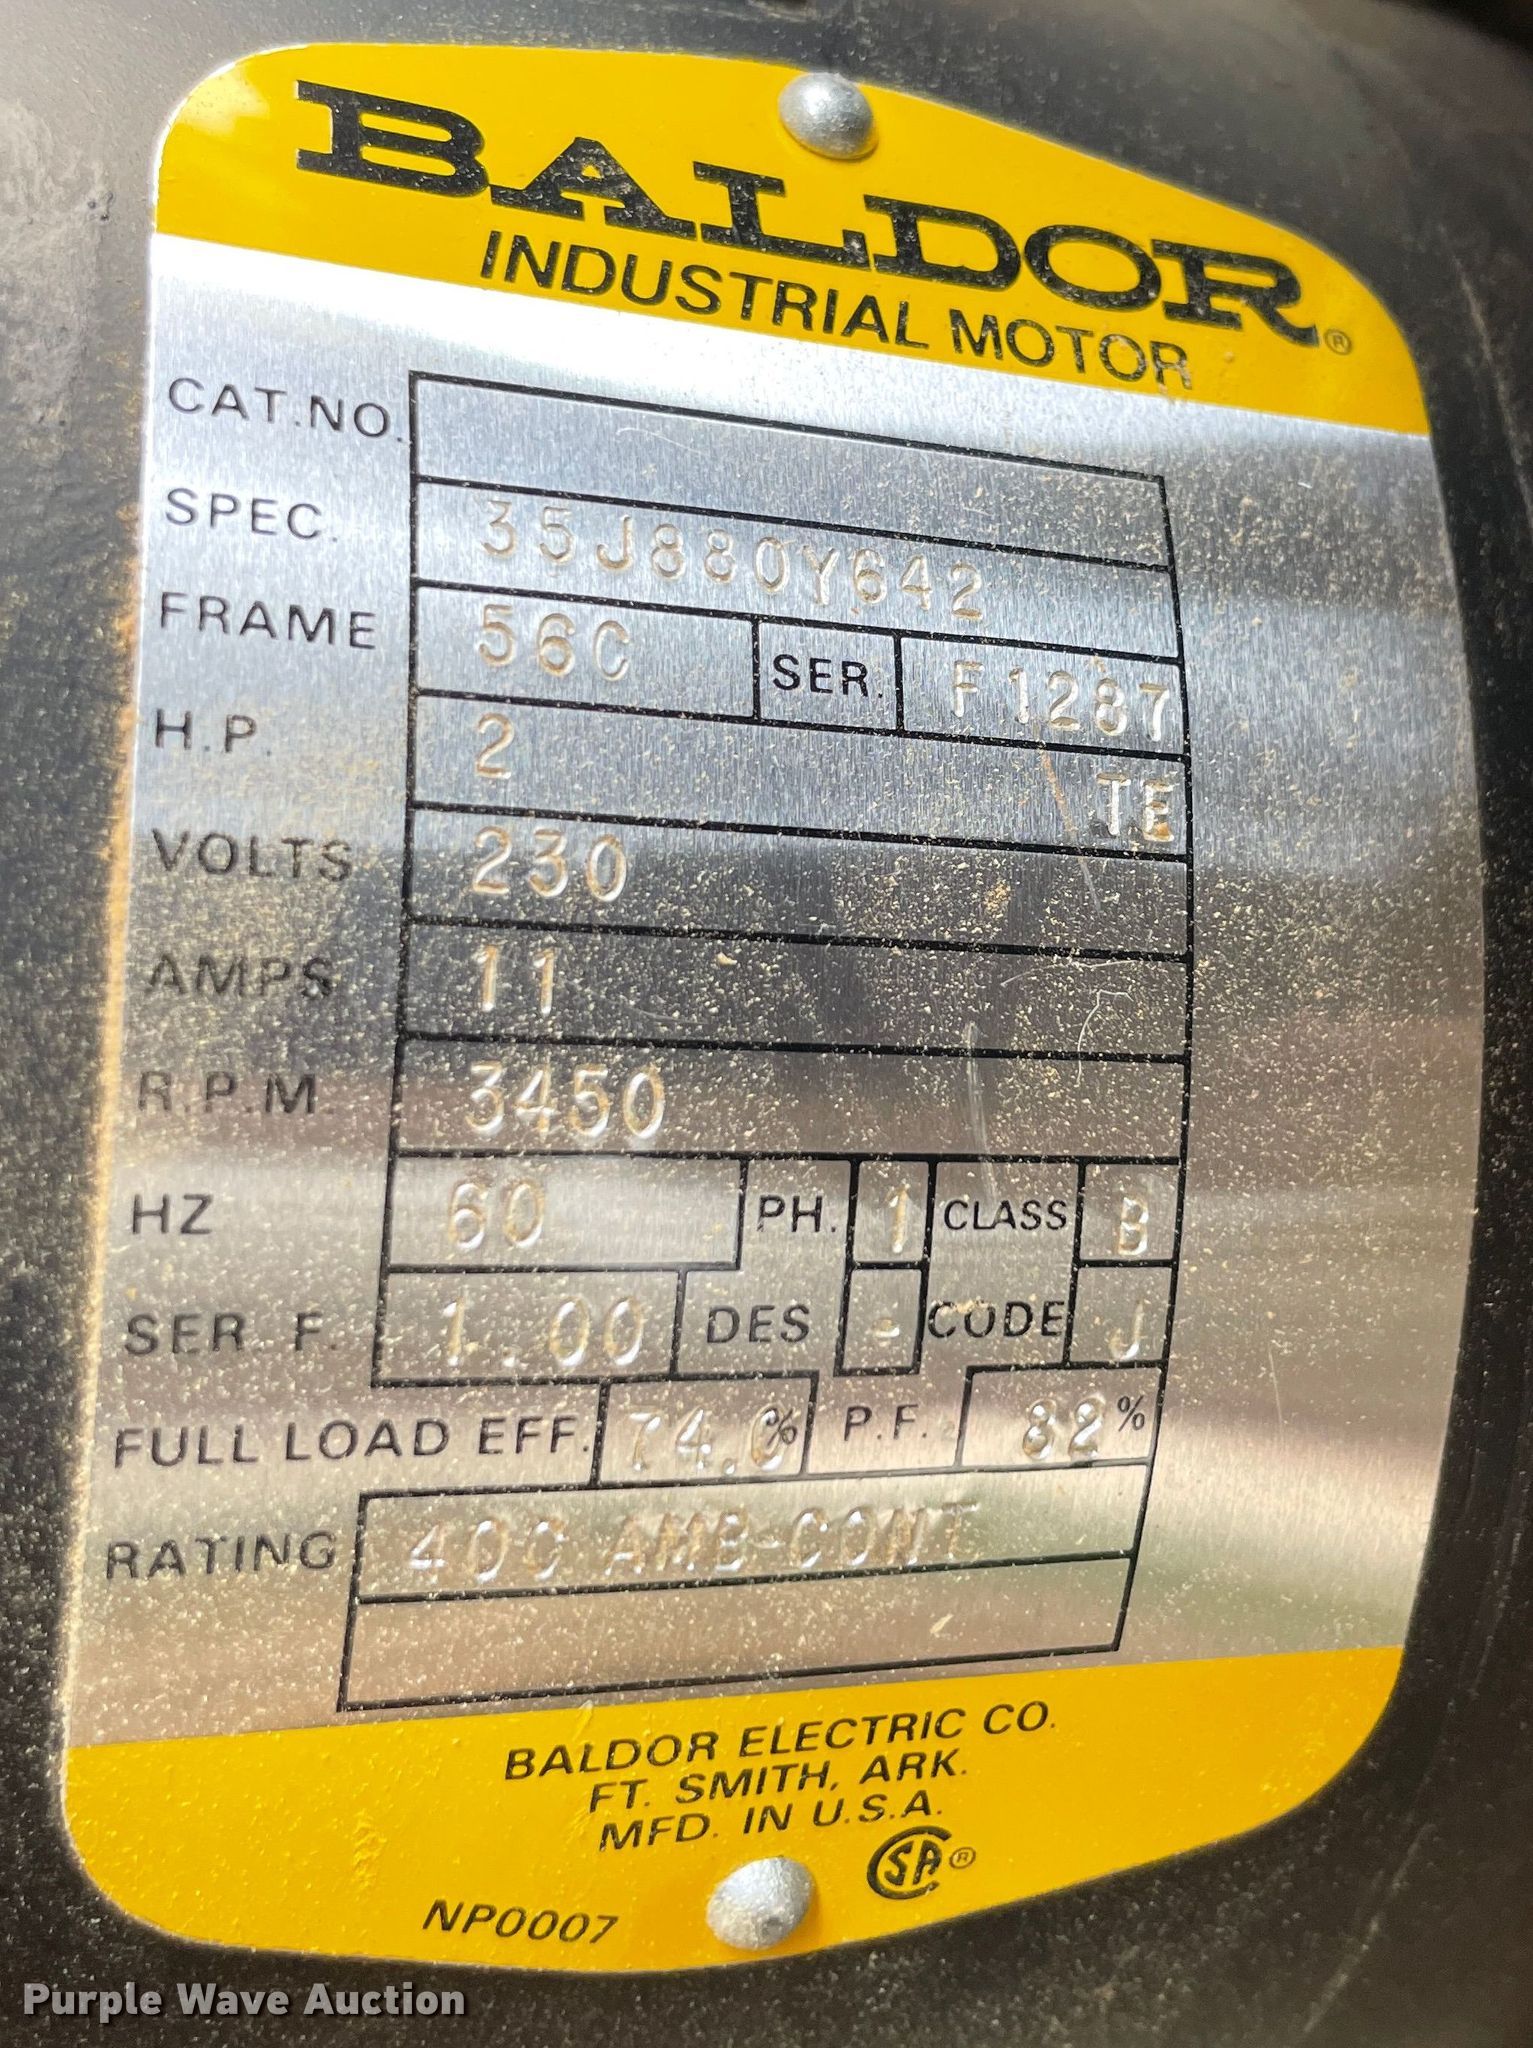 BALDOR®
INDUSTRIAL MOTOR
CAT.NO.
SPEC. 35J880Y642
FRAME 56C SER. F1287
H.P. 2 TE
VOLTS 230
AMPS 11
R.P.M. 3450
HZ 60 PH. 1 CLASS B
SER. F. 1.00 DES - CODE J
FULL LOAD EFF. 74.0% P.F. 82%
RATING 40C AMB-CONT
BALDOR ELECTRIC CO.
FT. SMITH, ARK.
MFD. IN U.S.A.
SA®
NP0007
Purple Wave Auction